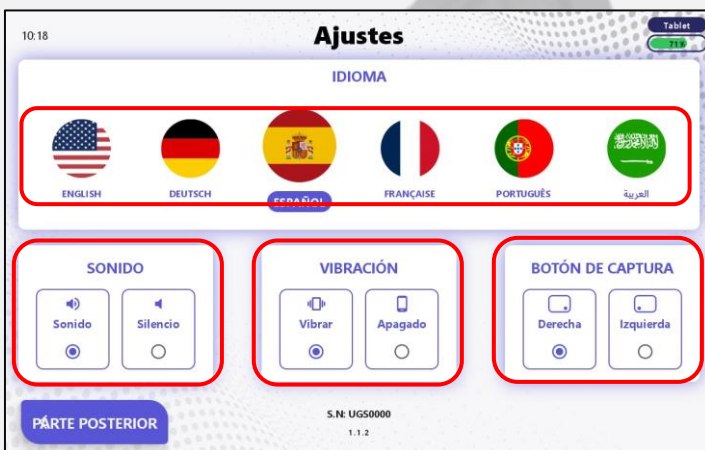 10:18
Ajustes
Tablet
71%
IDIOMA
ENGLISH
DEUTSCH
ESPAÑOL
FRANÇAISE
PORTUGUÊS
العربية
SONIDO
Sonido
Silencio
VIBRACIÓN
Vibrar
Apagado
BOTÓN DE CAPTURA
Derecha
Izquierda
PARTE POSTERIOR
S.N: UGS0000
1.1.2